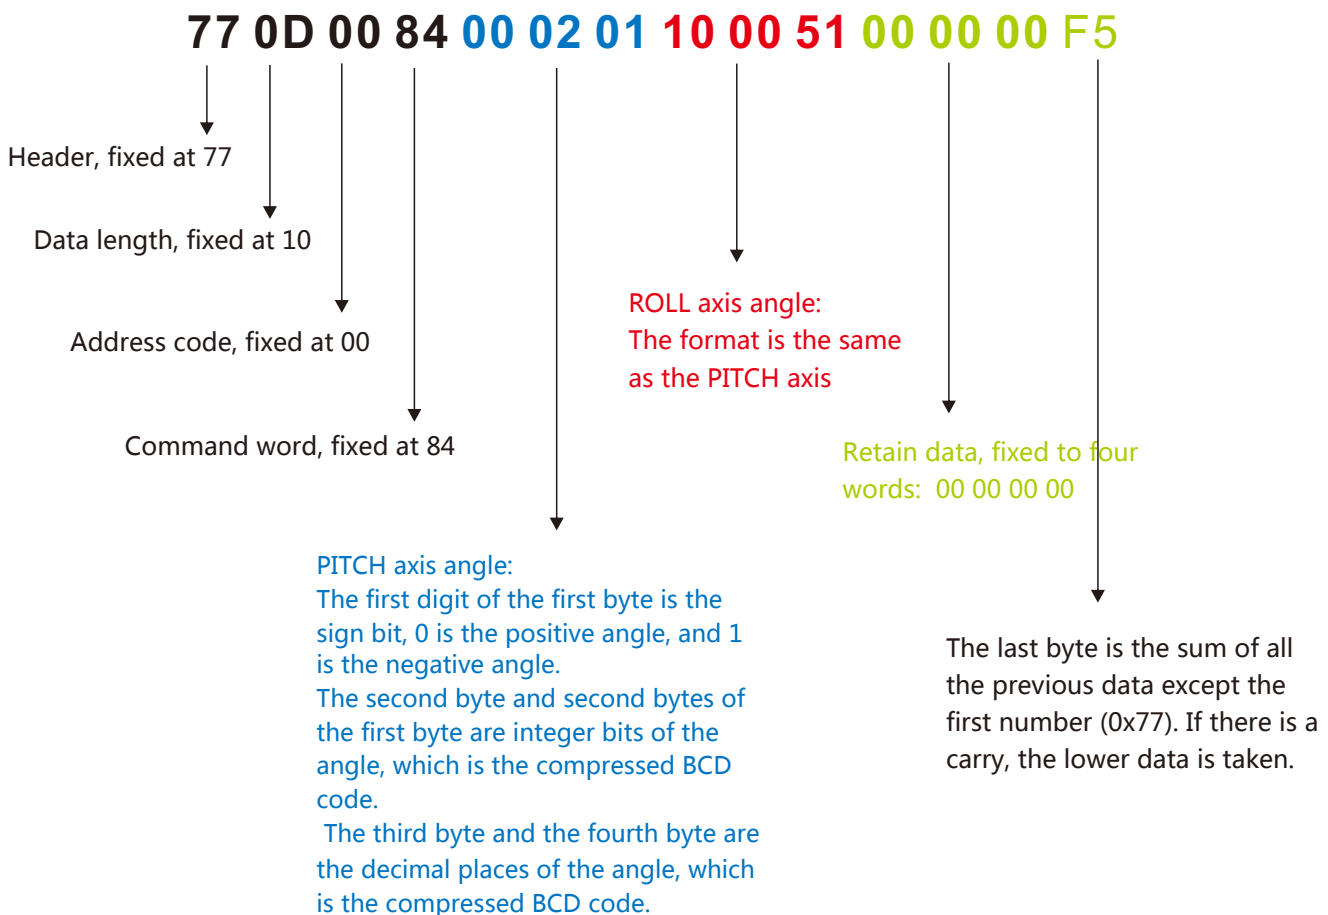 77 0D 00 84 00 02 01 10 00 51 00 00 00 F5
Header, fixed at 77
Data length, fixed at 10
Address code, fixed at 00
Command word, fixed at 84
PITCH axis angle:
The first digit of the first byte is the
sign bit, 0 is the positive angle, and 1
is the negative angle.
The second byte and second bytes of
the first byte are integer bits of the
angle, which is the compressed BCD
code.
The third byte and the fourth byte are
the decimal places of the angle, which
is the compressed BCD code.
ROLL axis angle:
The format is the same
as the PITCH axis
Retain data, fixed to four
words: 00 00 00 00
The last byte is the sum of all
the previous data except the
first number (0x77). If there is a
carry, the lower data is taken.